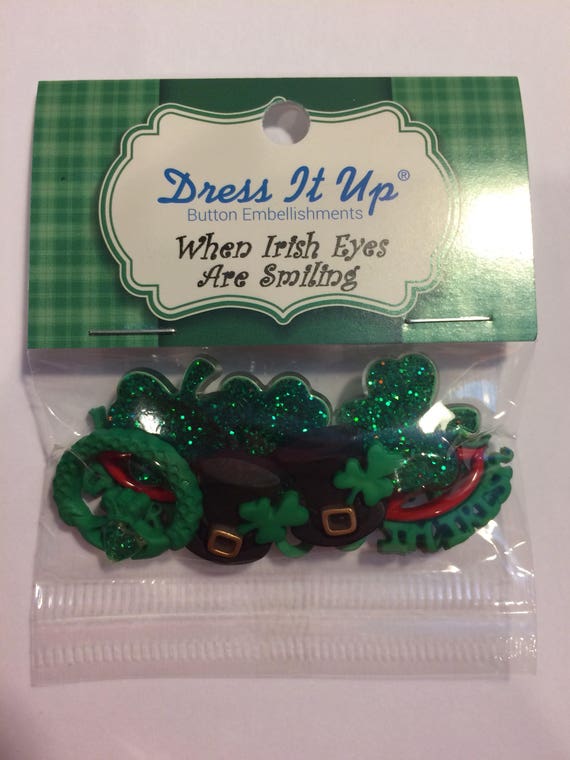 Dress It Up®
Button Embellishments
When Irish Eyes
Are Smiling